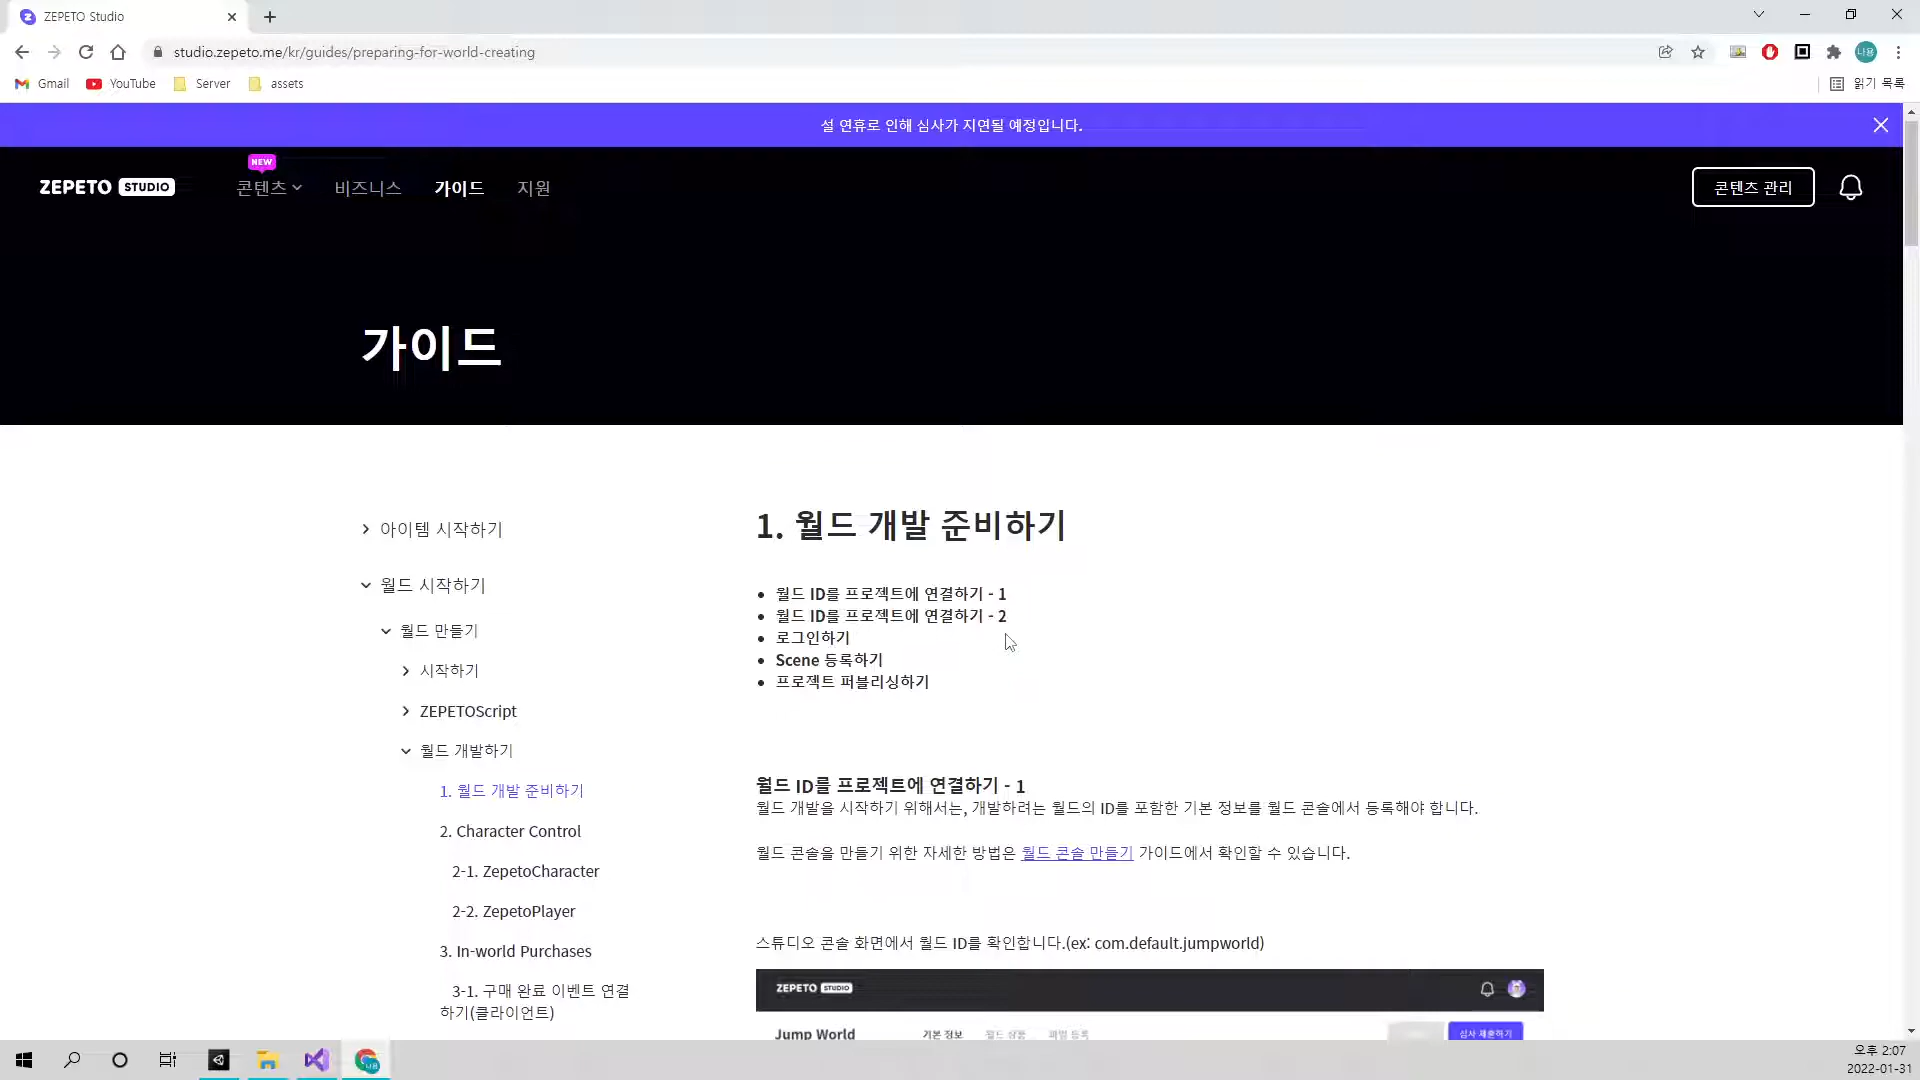 ZEPETO Studio
studio.zepeto.me/kr/guides/preparing-for-world-creating
나용
Gmail YouTube Server assets
읽기 목록
설 연휴로 인해 심사가 지연될 예정입니다.
NEW
ZEPETO STUDIO 콘텐츠 비즈니스 가이드 지원 콘텐츠 관리
가이드
아이템 시작하기
월드 시작하기
월드 만들기
시작하기
ZEPETOScript
월드 개발하기
1. 월드 개발 준비하기
2. Character Control
2-1. ZepetoCharacter
2-2. ZepetoPlayer
3. In-world Purchases
3-1. 구매 완료 이벤트 연결
하기(클라이언트)
1. 월드 개발 준비하기
월드 ID를 프로젝트에 연결하기 - 1
월드 ID를 프로젝트에 연결하기 - 2
로그인하기
Scene 등록하기
프로젝트 퍼블리싱하기
월드 ID를 프로젝트에 연결하기 - 1
월드 개발을 시작하기 위해서는, 개발하려는 월드의 ID를 포함한 기본 정보를 월드 콘솔에서 등록해야 합니다.
월드 콘솔을 만들기 위한 자세한 방법은 월드 콘솔 만들기 가이드에서 확인할 수 있습니다.
스튜디오 콘솔 화면에서 월드 ID를 확인합니다.(ex: com.default.jumpworld)
ZEPETO STUDIO
Jump World 기본 정보 월드 상품 파일 등록 심사 제출하기
오후 2:07
2022-01-31